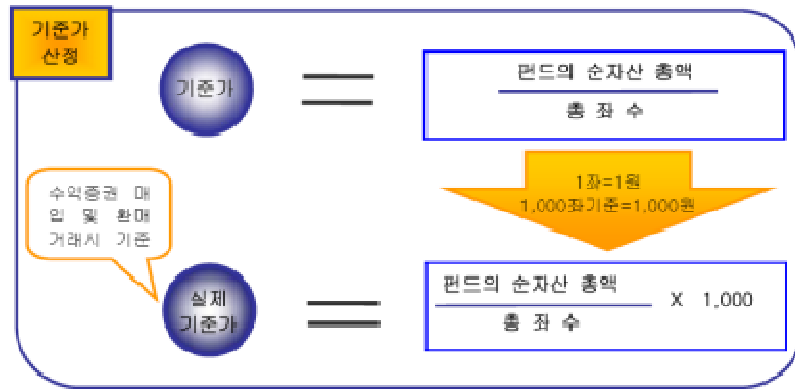 기준가
산정
기준가
펀드의 순자산 총액
총 좌 수
1좌=1원
1,000좌기준=1,000원
수익증권 매
입 및 환매
거래시 기준
실제
기준가
펀드의 순자산 총액
총 좌 수
X 1,000